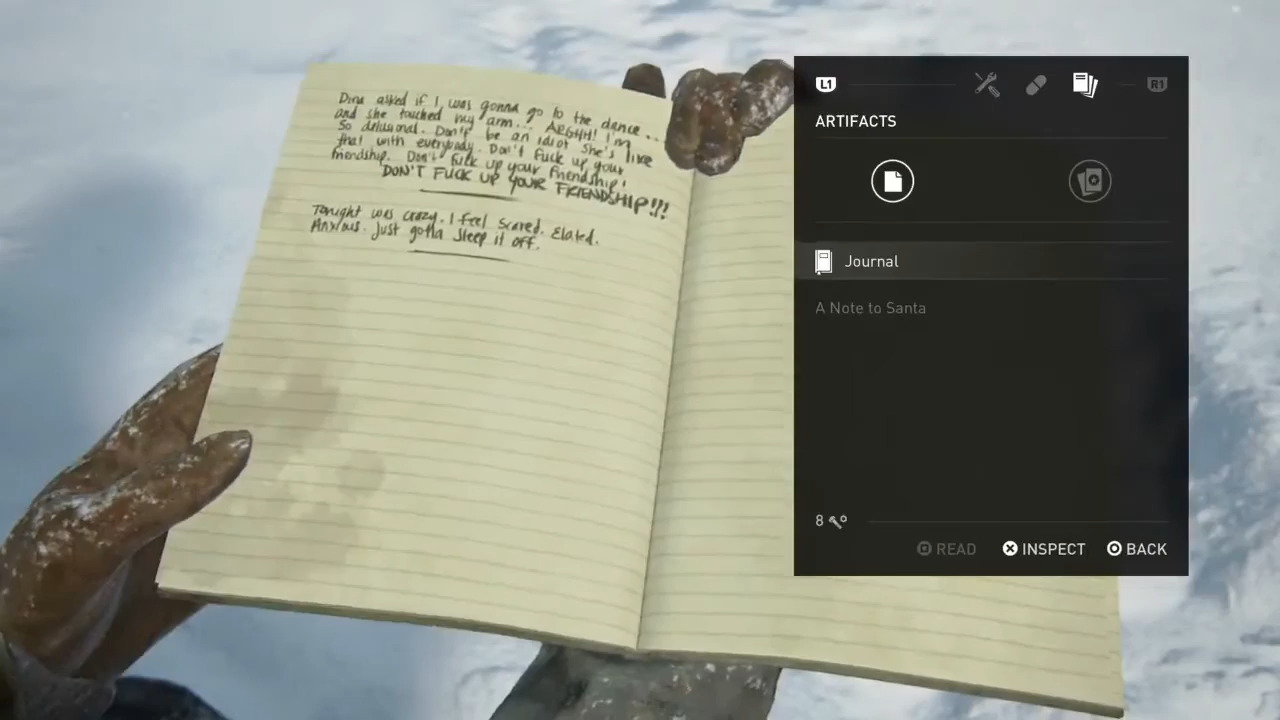 Dina asked if I was gonna go to the dance...
and she touched my arm... ARGHH! I'm
so delusional. Don't be an idiot she's like
that with everybody. Don't fuck up your
friendship. Don't fuck up your friendship!
DON'T FUCK UP YOUR FRIENDSHIP!!!
Tonight was crazy. I feel scared. Elated.
Anxious. Just gotta sleep it off.
L1
R1
ARTIFACTS
Journal
A Note to Santa
8
READ
INSPECT
BACK